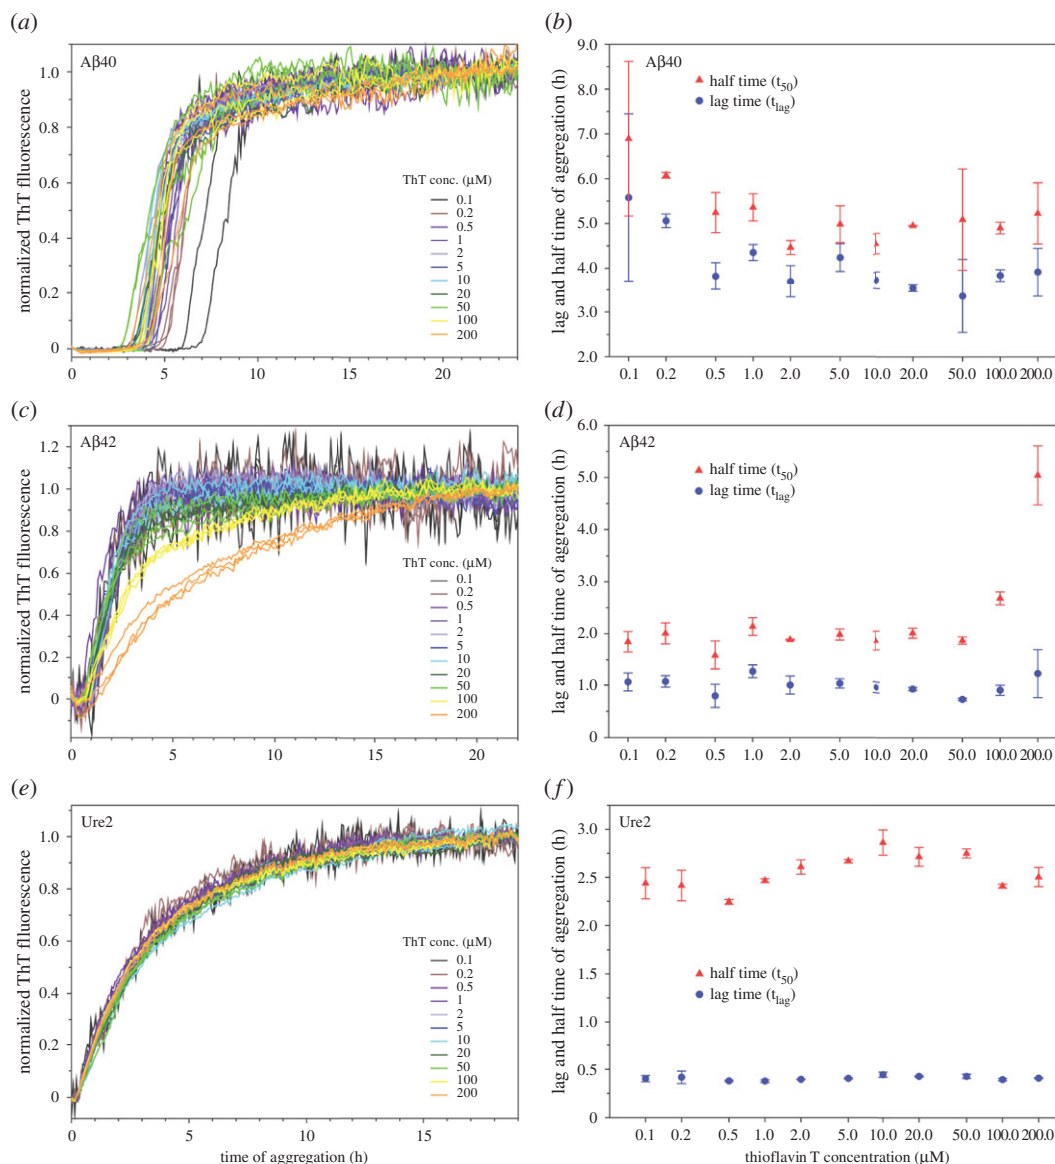 (a)
Aβ40
normalized ThT fllurescence
1.0
0.8
0.6
0.4
0.2
0
ThT conc. (μM)
0.1
0.2
0.5
1
2
5
10
20
50
100
200
0 5 10 15 20
(b)
Aβ40
half time (t50)
lag time (tlag)
lag and half time of aggregation (h)
9.0
8.0
7.0
6.0
5.0
4.0
3.0
2.0
0.1 0.2 0.5 1.0 2.0 5.0 10.0 20.0 50.0 100.0 200.0
(c)
Aβ42
normalized ThT fllurescence
1.2
1.0
0.8
0.6
0.4
0.2
0
ThT conc. (μM)
0.1
0.2
0.5
1
2
5
10
20
50
100
200
0 5 10 15 20
(d)
Aβ42
half time (t50)
lag time (tlag)
lag and half time of aggregation (h)
6.0
5.0
4.0
3.0
2.0
1.0
0
0.1 0.2 0.5 1.0 2.0 5.0 10.0 20.0 50.0 100.0 200.0
(e)
Ure2
normalized ThT fllurescence
1.0
0.8
0.6
0.4
0.2
0
ThT conc. (μM)
0.1
0.2
0.5
1
2
5
10
20
50
100
200
0 5 10 15
time of aggregation (h)
(f)
Ure2
half time (t50)
lag time (tlag)
lag and half time of aggregation (h)
3.0
2.5
2.0
1.5
1.0
0.5
0
0.1 0.2 0.5 1.0 2.0 5.0 10.0 20.0 50.0 100.0 200.0
thioflavin T concentration (μM)